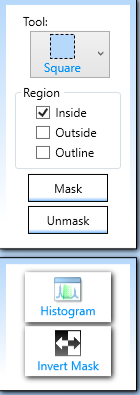 Tool:
Square
Region
Inside
Outside
Outline
Mask
Unmask
Histogram
Invert Mask